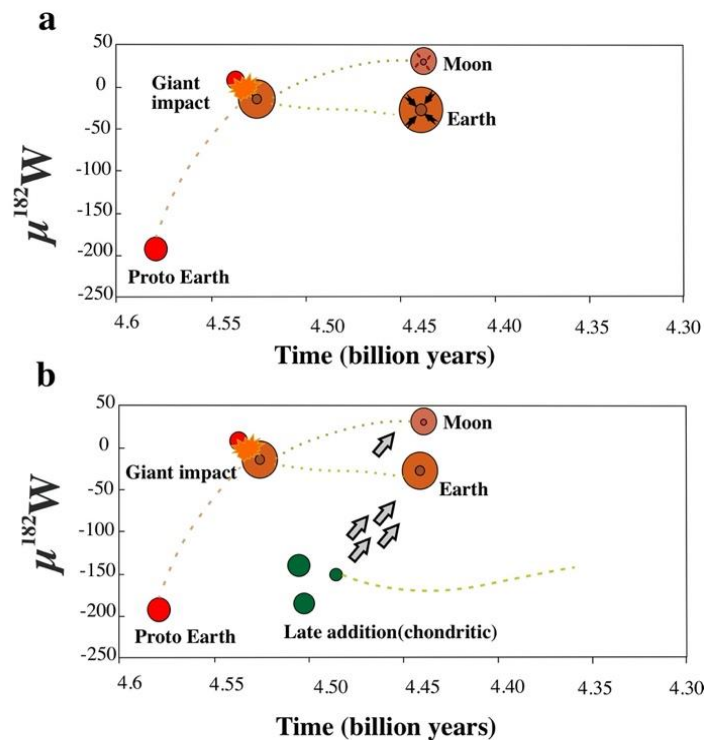 a
50
0
-50
-100
-150
-200
-250
μ¹⁸²W
Giant
impact
Moon
Earth
Proto Earth
4.6 4.55 4.50 4.45 4.40 4.35 4.30
Time (billion years)
b
50
0
-50
-100
-150
-200
-250
μ¹⁸²W
Giant impact
Moon
Earth
Proto Earth
Late addition(chondritic)
4.6 4.55 4.50 4.45 4.40 4.35 4.30
Time (billion years)